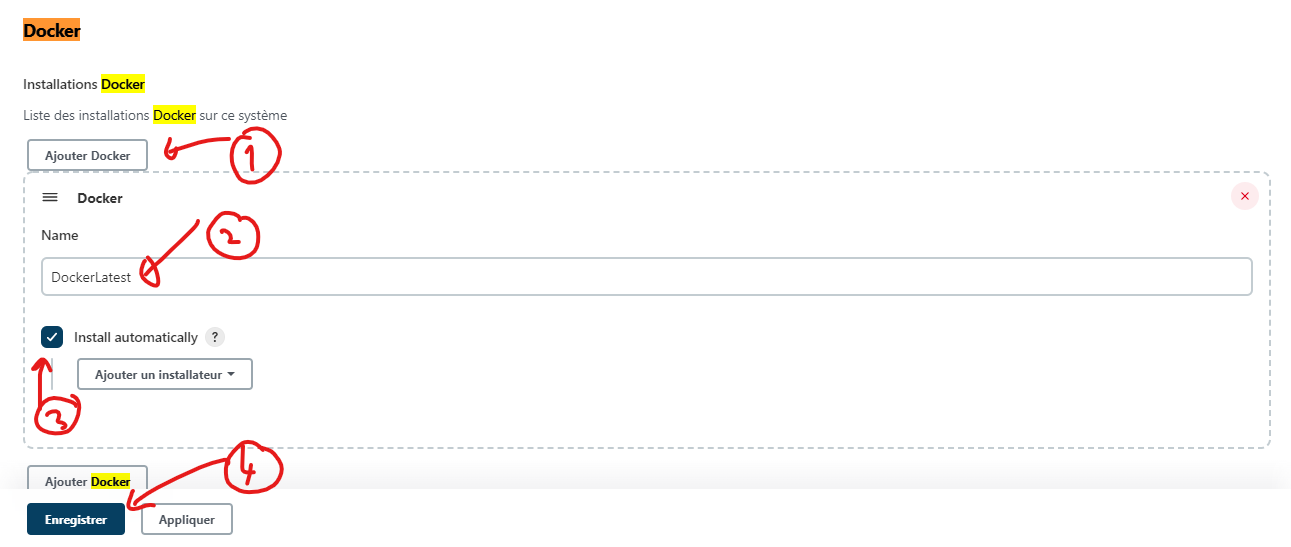 Docker
Installations Docker
Liste des installations Docker sur ce système
Ajouter Docker
1
Docker
2
Name
DockerLatest
Install automatically ?
Ajouter un installateur
3
4
Ajouter Docker
Enregistrer Appliquer